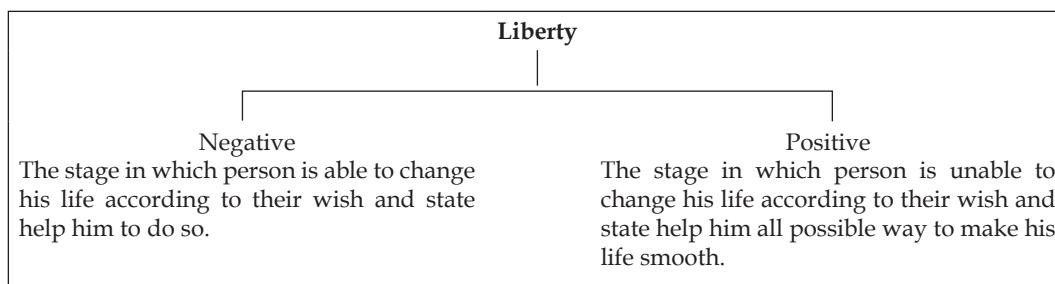 Liberty
Negative
The stage in which person is able to change
his life according to their wish and state
help him to do so.
Positive
The stage in which person is unable to
change his life according to their wish and
state help him all possible way to make his
life smooth.